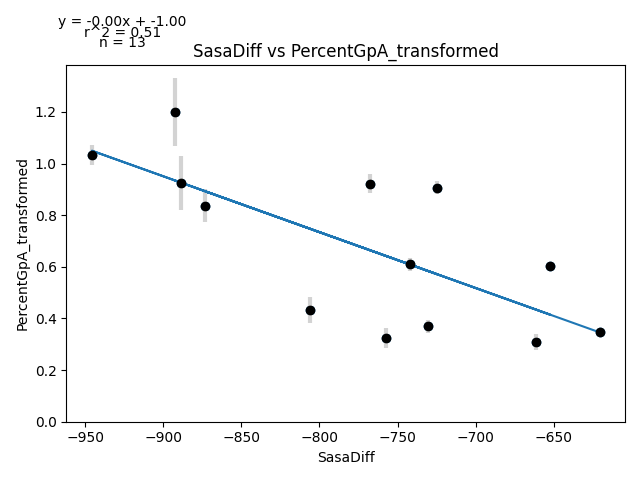 y = -0.00x + -1.00
r^2 = 0.51
n = 13
SasaDiff vs PercentGpA_transformed
PercentGpA_transformed
1.2
1.0
0.8
0.6
0.4
0.2
0.0
−950 −900 −850 −800 −750 −700 −650
SasaDiff